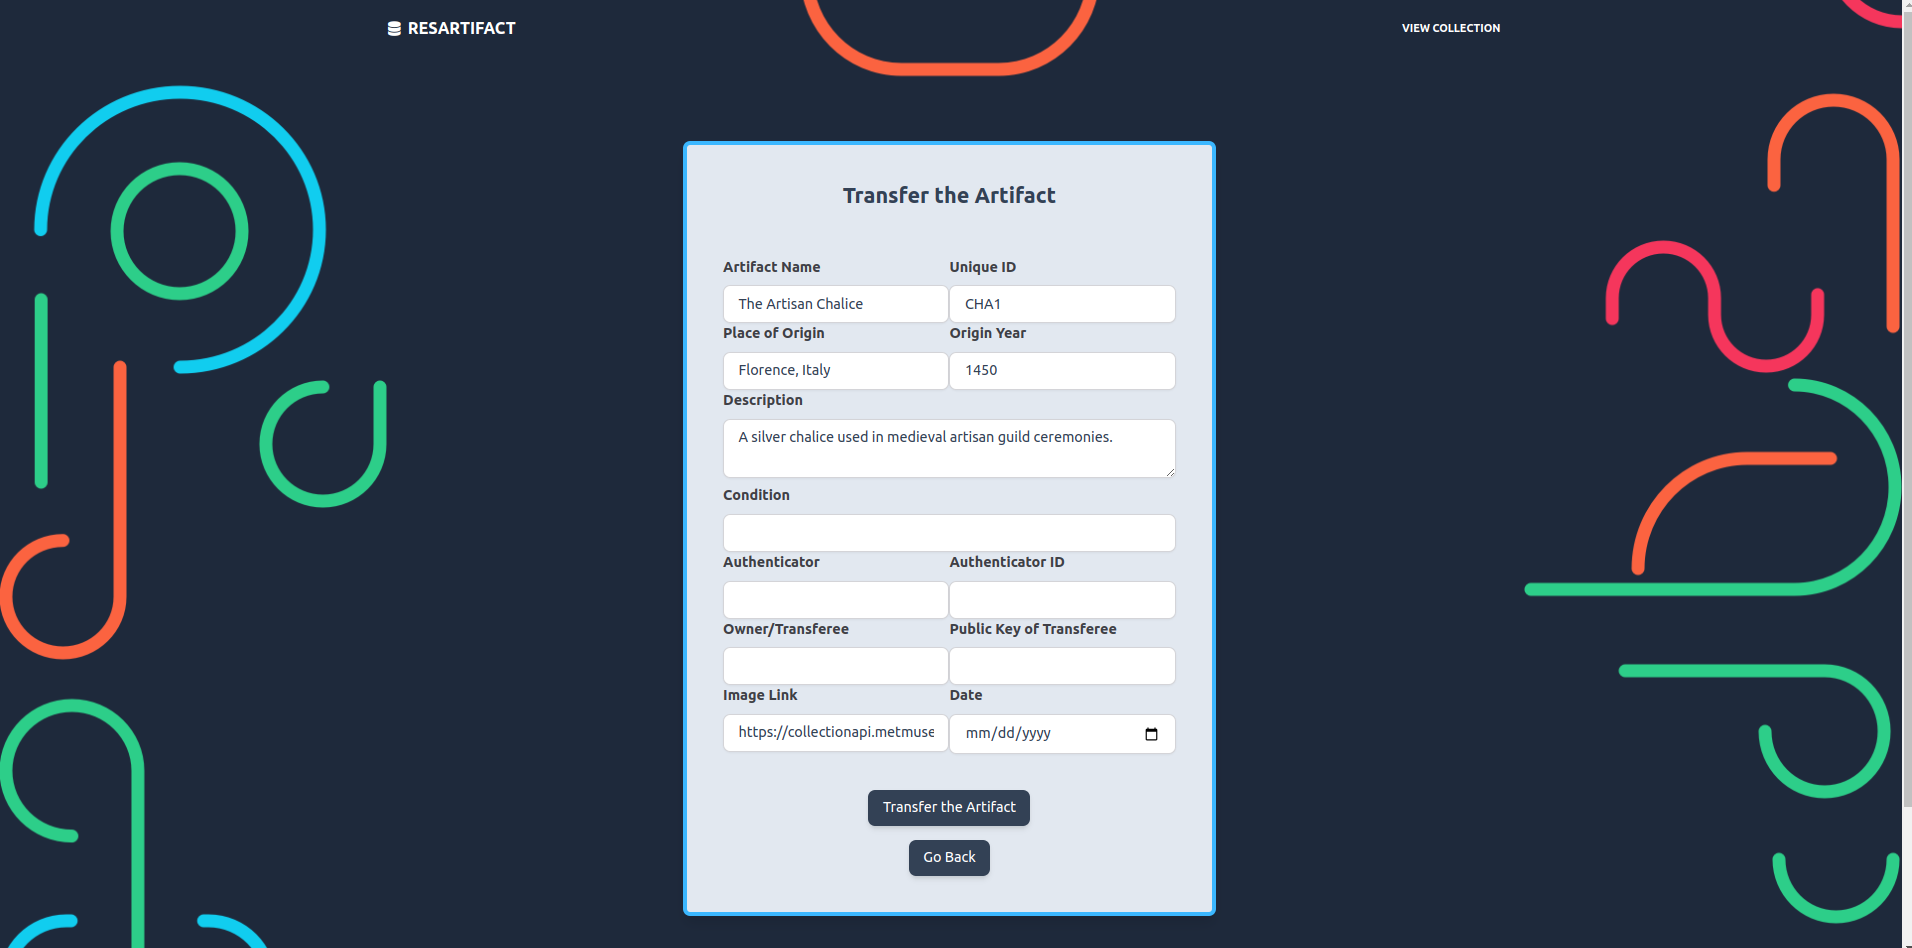 RESARTIFACT
VIEW COLLECTION
Transfer the Artifact
Artifact Name
Unique ID
The Artisan Chalice
CHA1
Place of Origin
Origin Year
Florence, Italy
1450
Description
A silver chalice used in medieval artisan guild ceremonies.
Condition
Authenticator
Authenticator ID
Owner/Transferee
Public Key of Transferee
Image Link
Date
https://collectionapi.metmuse
mm/dd/yyyy
Transfer the Artifact
Go Back